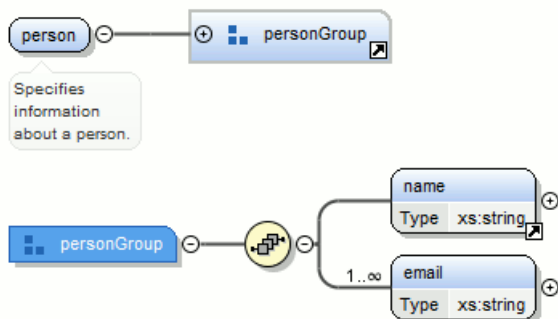 person
personGroup
Specifies
information
about a person.
name
Type xs:string
personGroup
1..∞
email
Type xs:string